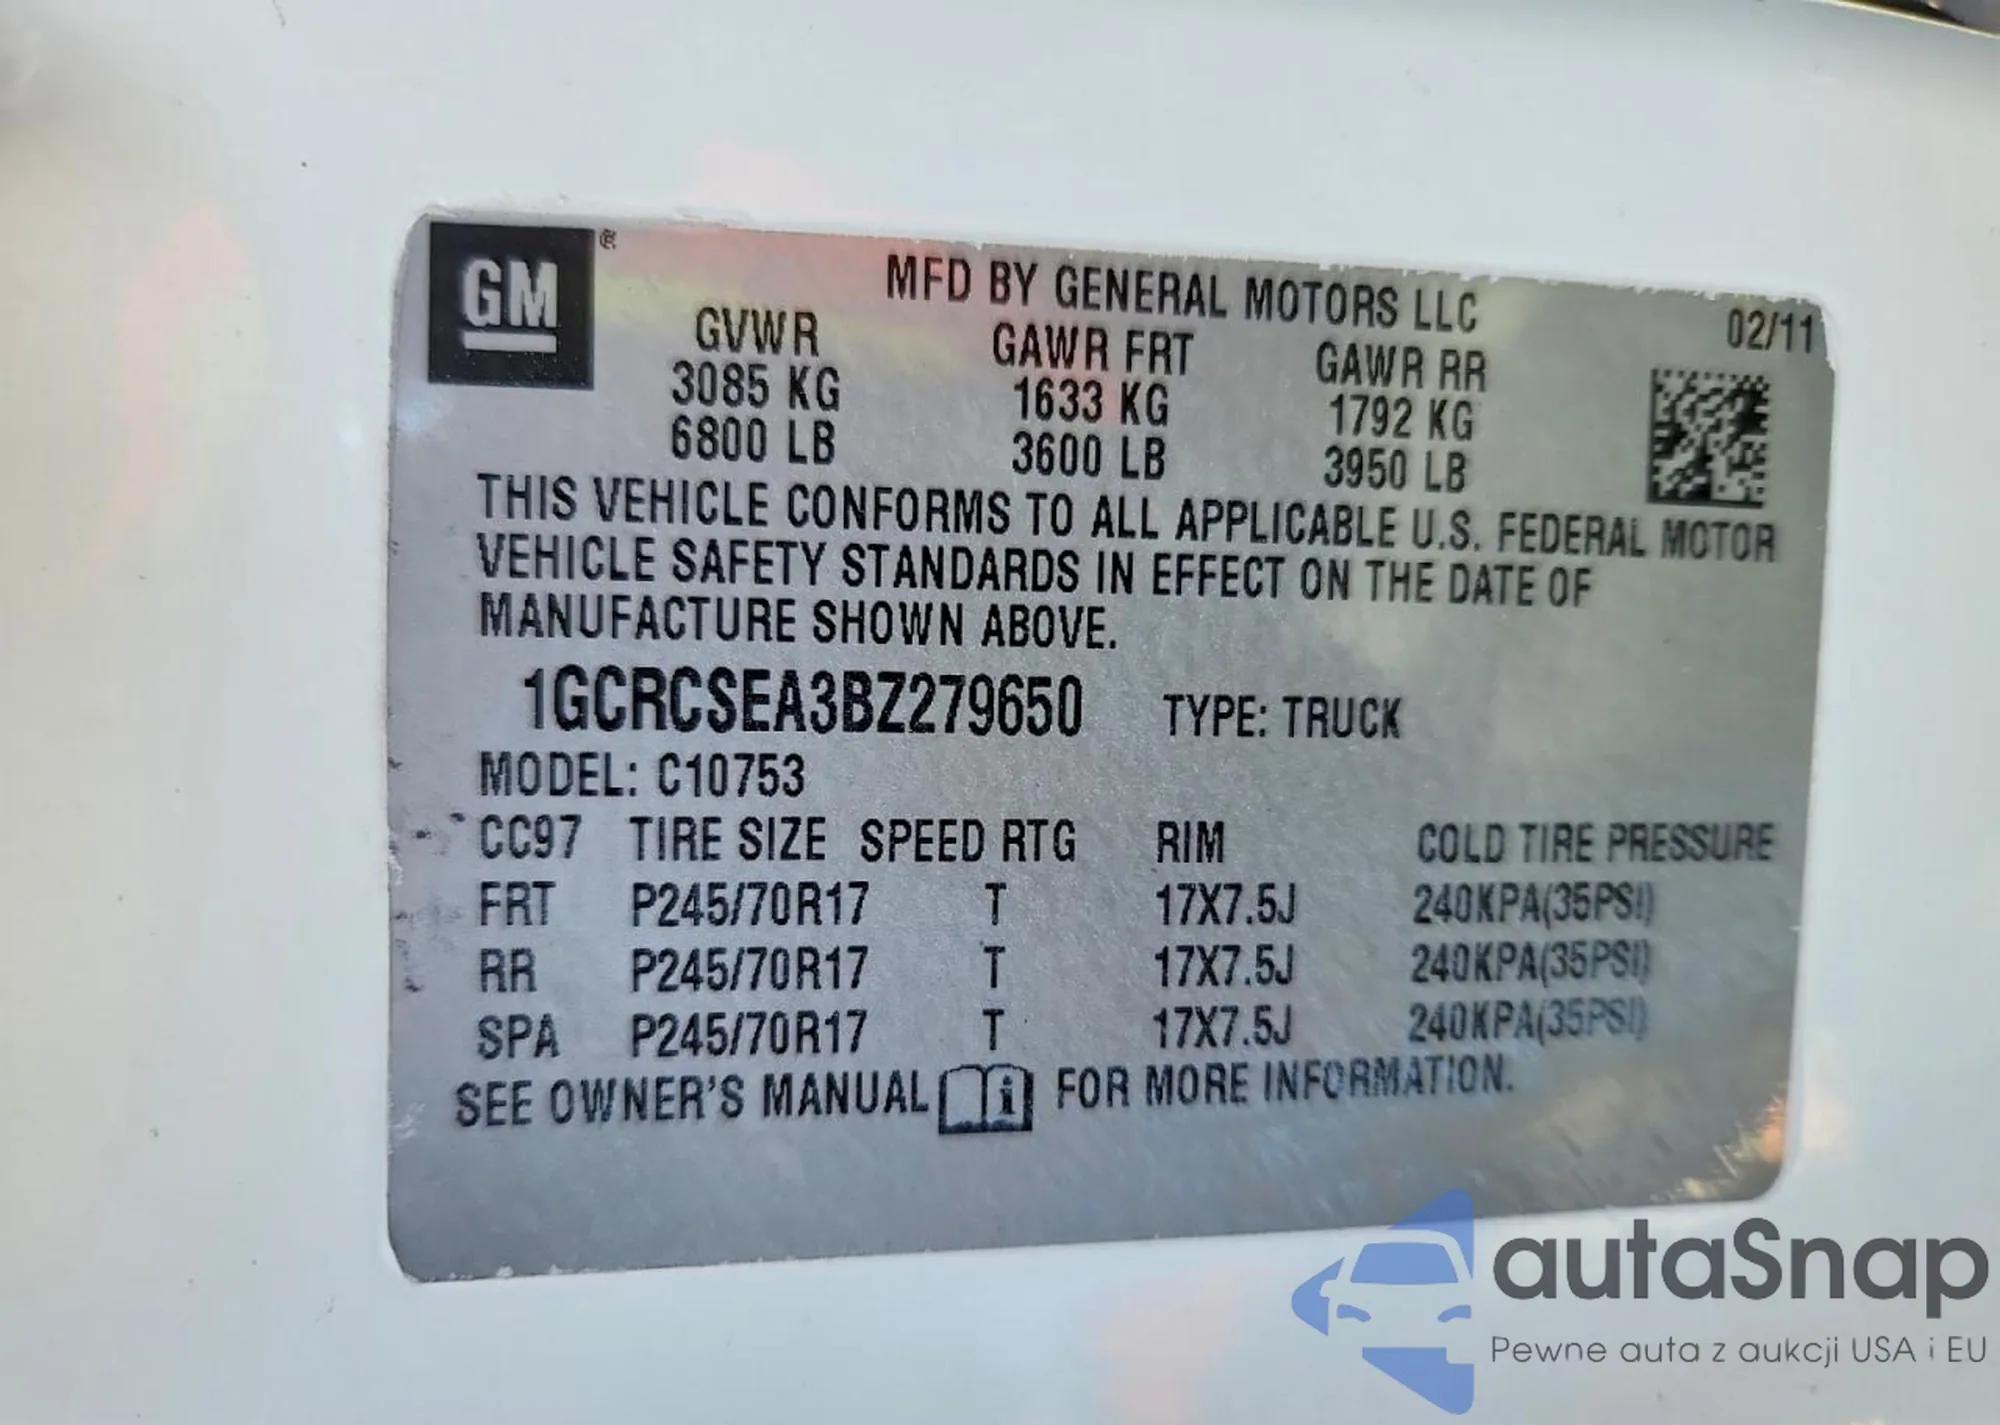 GM ®
MFD BY GENERAL MOTORS LLC
02/11
GVWR GAWR FRT GAWR RR
3085 KG 1633 KG 1792 KG
6800 LB 3600 LB 3950 LB
THIS VEHICLE CONFORMS TO ALL APPLICABLE U.S. FEDERAL MOTOR
VEHICLE SAFETY STANDARDS IN EFFECT ON THE DATE OF
MANUFACTURE SHOWN ABOVE.
1GCRCSEA3BZ279650 TYPE: TRUCK
MODEL: C10753
CC97 TIRE SIZE SPEED RTG RIM COLD TIRE PRESSURE
FRT P245/70R17 T 17X7.5J 240KPA(35PSI)
RR P245/70R17 T 17X7.5J 240KPA(35PSI)
SPA P245/70R17 T 17X7.5J 240KPA(35PSI)
SEE OWNER'S MANUAL i FOR MORE INFORMATION.
autaSnap
Pewne auta z aukcji USA i EU